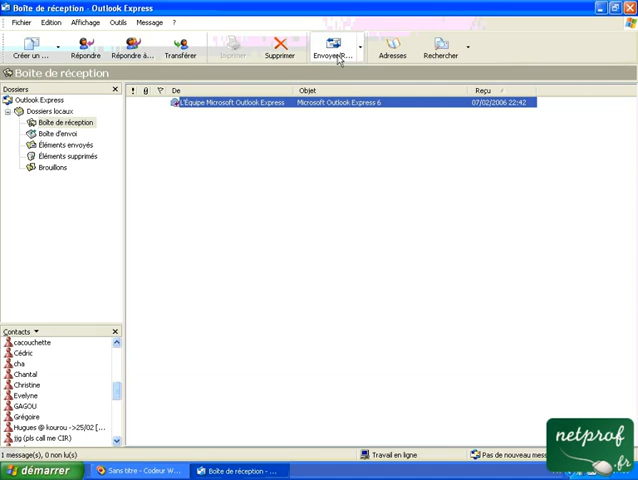 Boîte de réception - Outlook Express
Fichier Edition Affichage Outils Message ?
Créer un ... Répondre Répondre à... Transférer Imprimer Supprimer Envoyer/R... Adresses Rechercher
Boîte de réception
Dossiers
! De Objet Reçu
Outlook Express
L'Équipe Microsoft Outlook Express Microsoft Outlook Express 6 07/02/2006 22:42
Dossiers locaux
Boîte de réception
Boîte d'envoi
Éléments envoyés
Éléments supprimés
Brouillons
Contacts
cacouchette
Cédric
cha
Chantal
Christine
Evelyne
GAGOU
Grégoire
Hugues @ kourou ->25/02 [...
jjg (pls call me CIR)
1 message(s), 0 non lu(s) Travail en ligne Pas de nouveau mess
démarrer Sans titre - Codeur W... Boîte de réception - ...
netprof
.fr